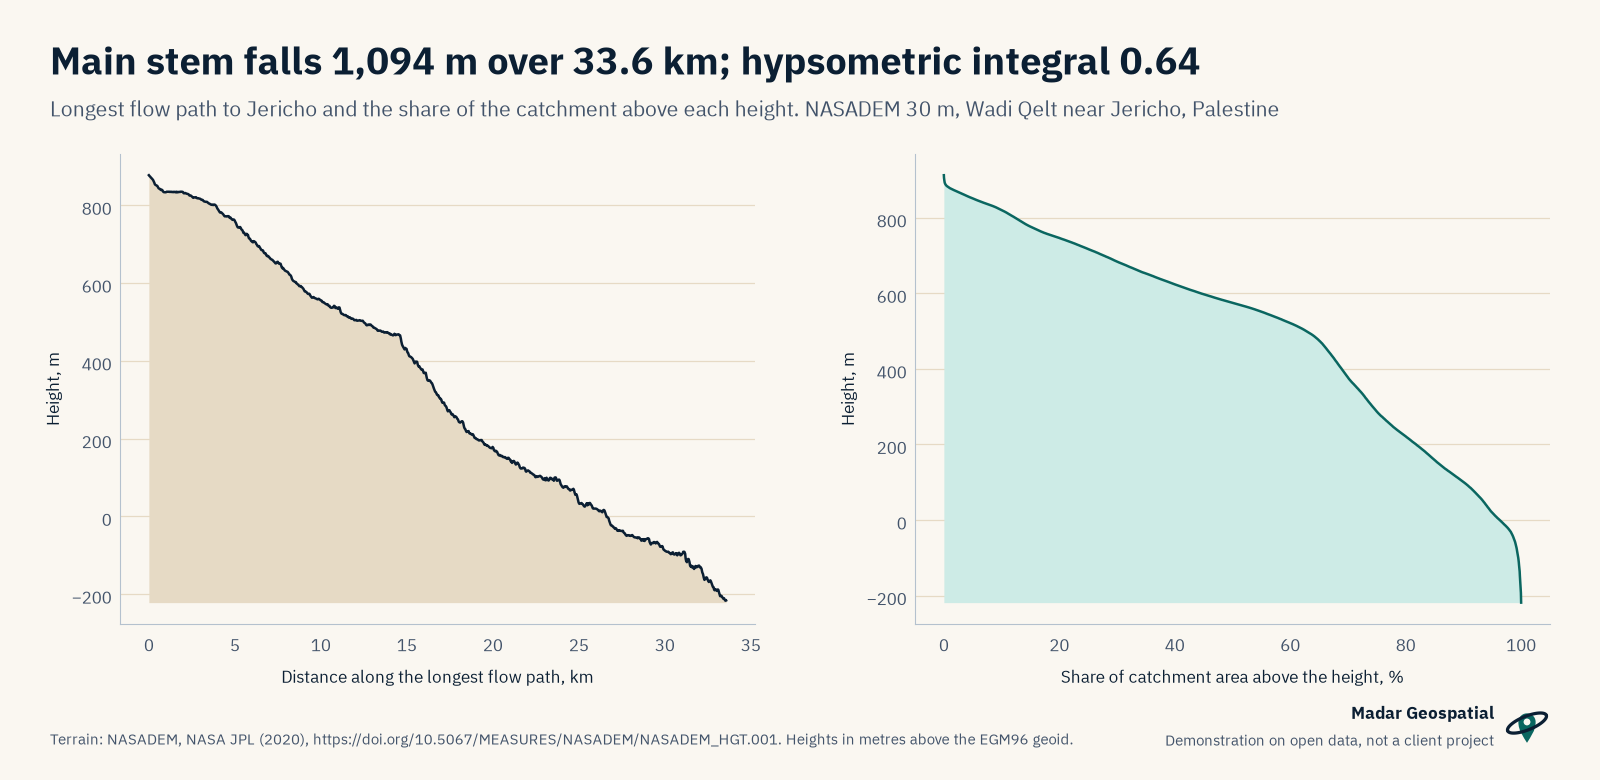 Main stem falls 1,094 m over 33.6 km; hypsometric integral 0.64
Longest flow path to Jericho and the share of the catchment above each height. NASADEM 30 m, Wadi Qelt near Jericho, Palestine
Height, m
800
600
400
200
0
−200
0 5 10 15 20 25 30 35
Distance along the longest flow path, km
Height, m
800
600
400
200
0
−200
0 20 40 60 80 100
Share of catchment area above the height, %
Madar Geospatial
Terrain: NASADEM, NASA JPL (2020), https://doi.org/10.5067/MEASURES/NASADEM/NASADEM_HGT.001. Heights in metres above the EGM96 geoid.
Demonstration on open data, not a client project